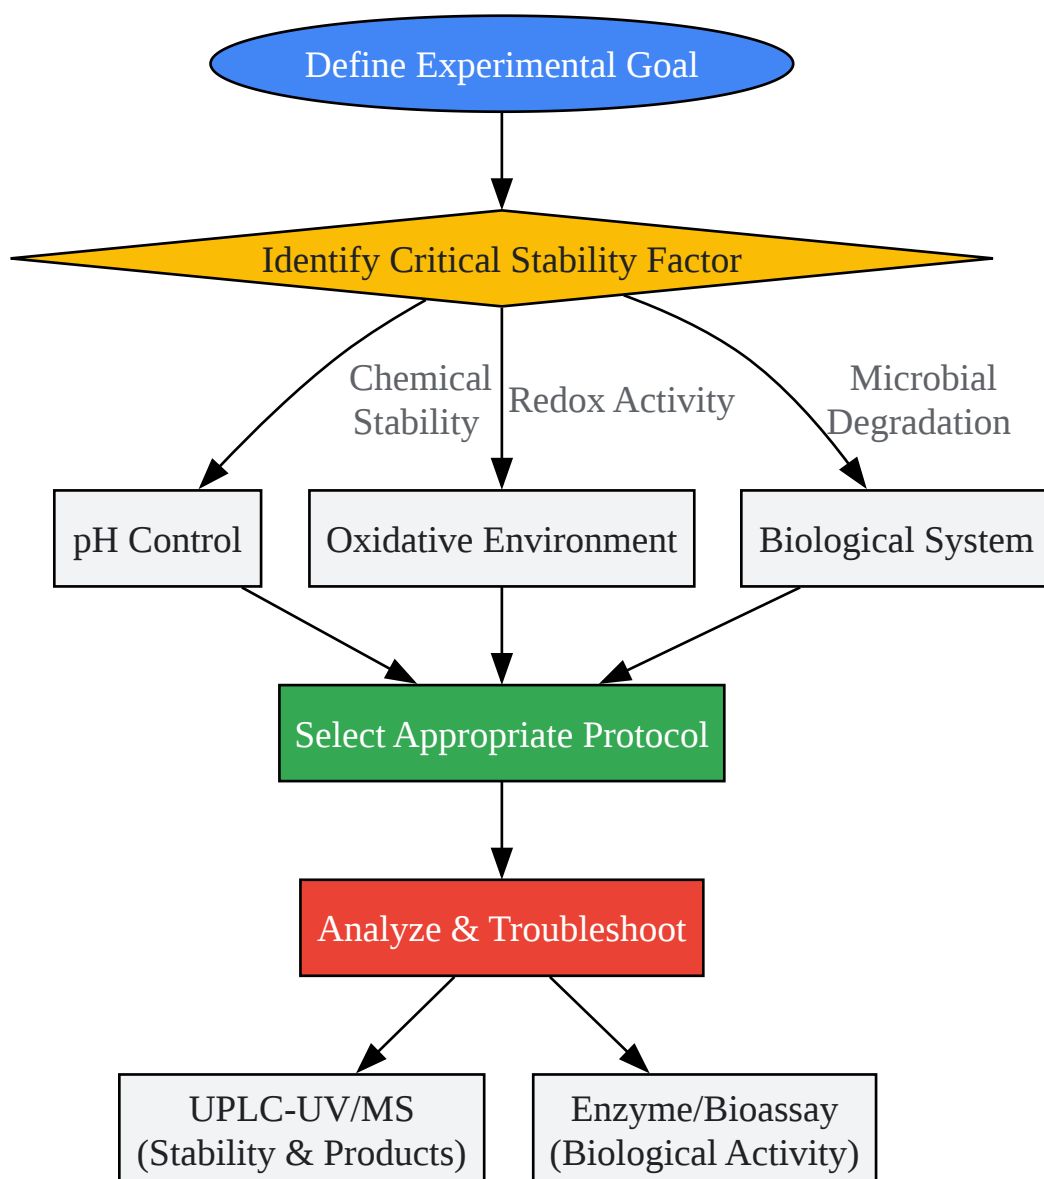 Define Experimental Goal
Identify Critical Stability Factor
Chemical
Stability
Redox Activity
Microbial
Degradation
pH Control
Oxidative Environment
Biological System
Select Appropriate Protocol
Analyze & Troubleshoot
UPLC-UV/MS
(Stability & Products)
Enzyme/Bioassay
(Biological Activity)